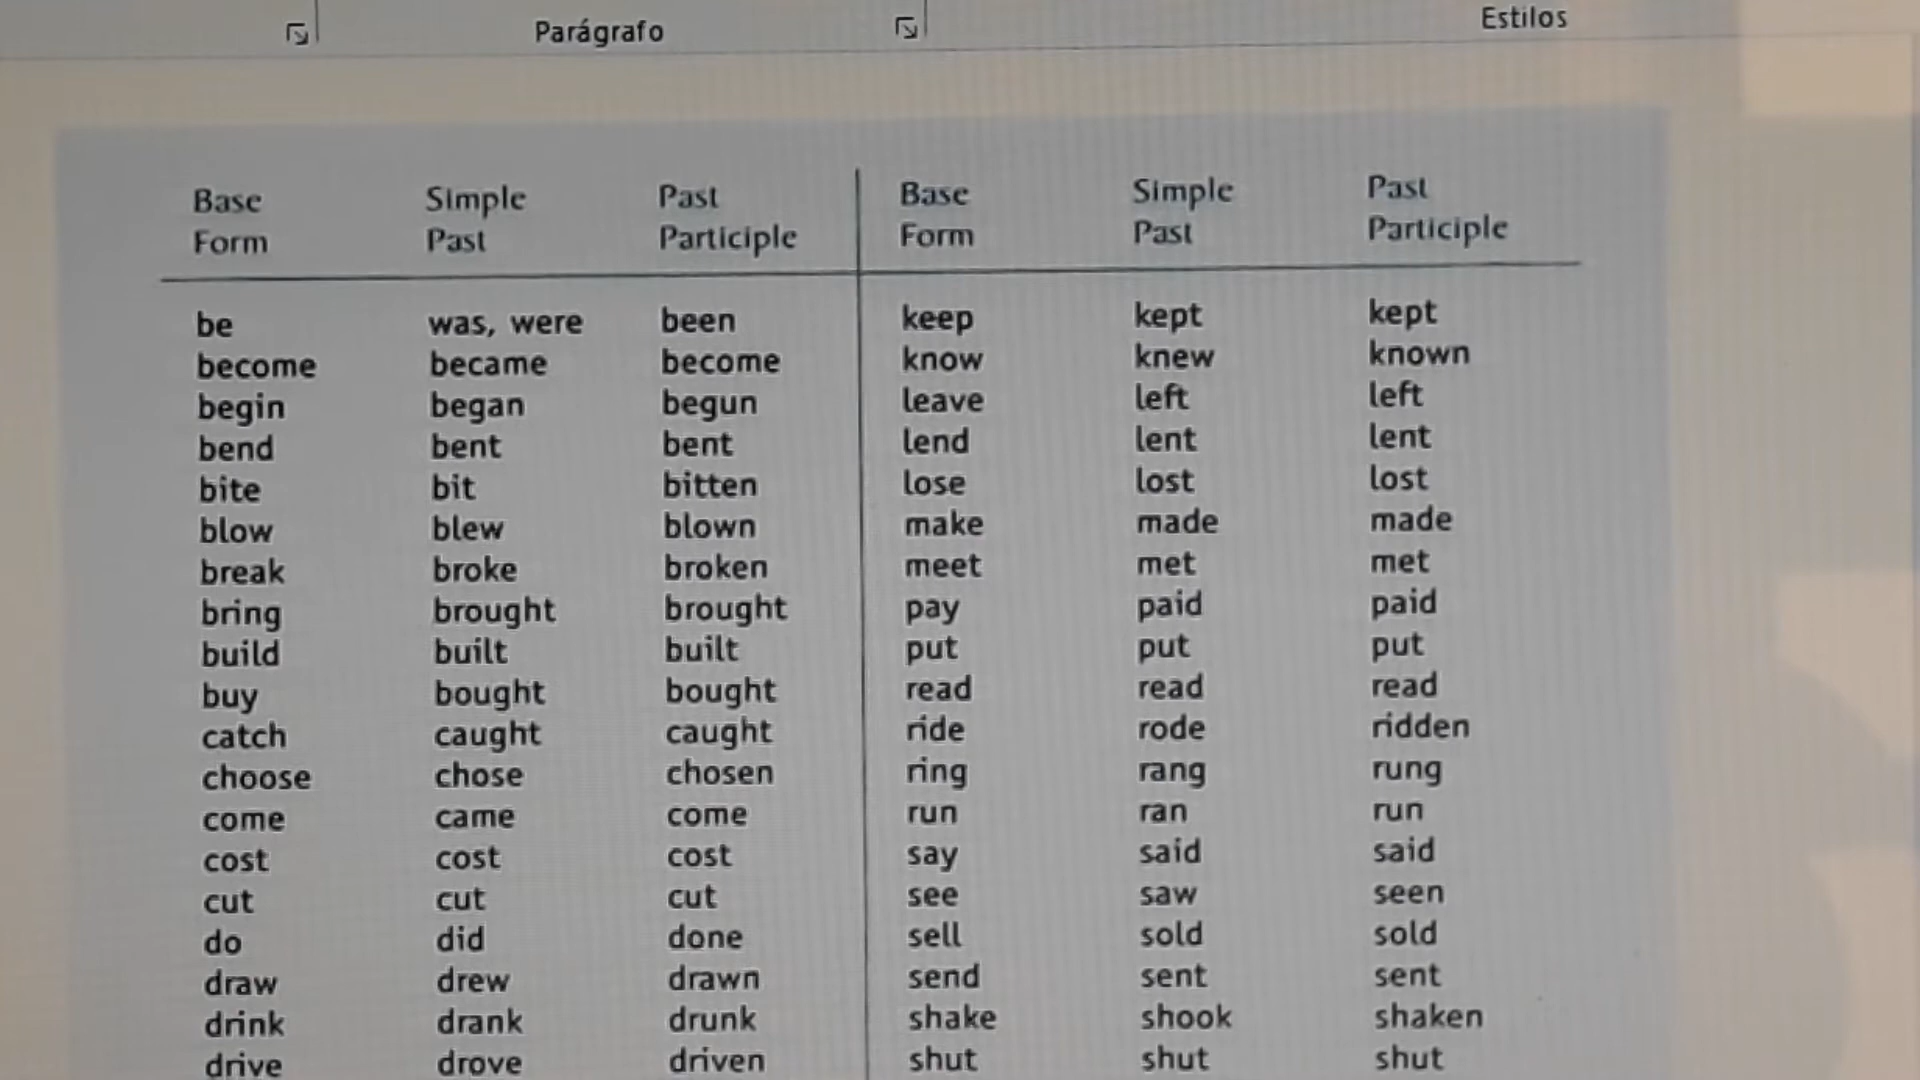 Parágrafo Estilos
Base Simple Past Base Simple Past
Form Past Participle Form Past Participle
be was, were been keep kept kept
become became become know knew known
begin began begun leave left left
bend bent bent lend lent lent
bite bit bitten lose lost lost
blow blew blown make made made
break broke broken meet met met
bring brought brought pay paid paid
build built built put put put
buy bought bought read read read
catch caught caught ride rode ridden
choose chose chosen ring rang rung
come came come run ran run
cost cost cost say said said
cut cut cut see saw seen
do did done sell sold sold
draw drew drawn send sent sent
drink drank drunk shake shook shaken
drive drove driven shut shut shut